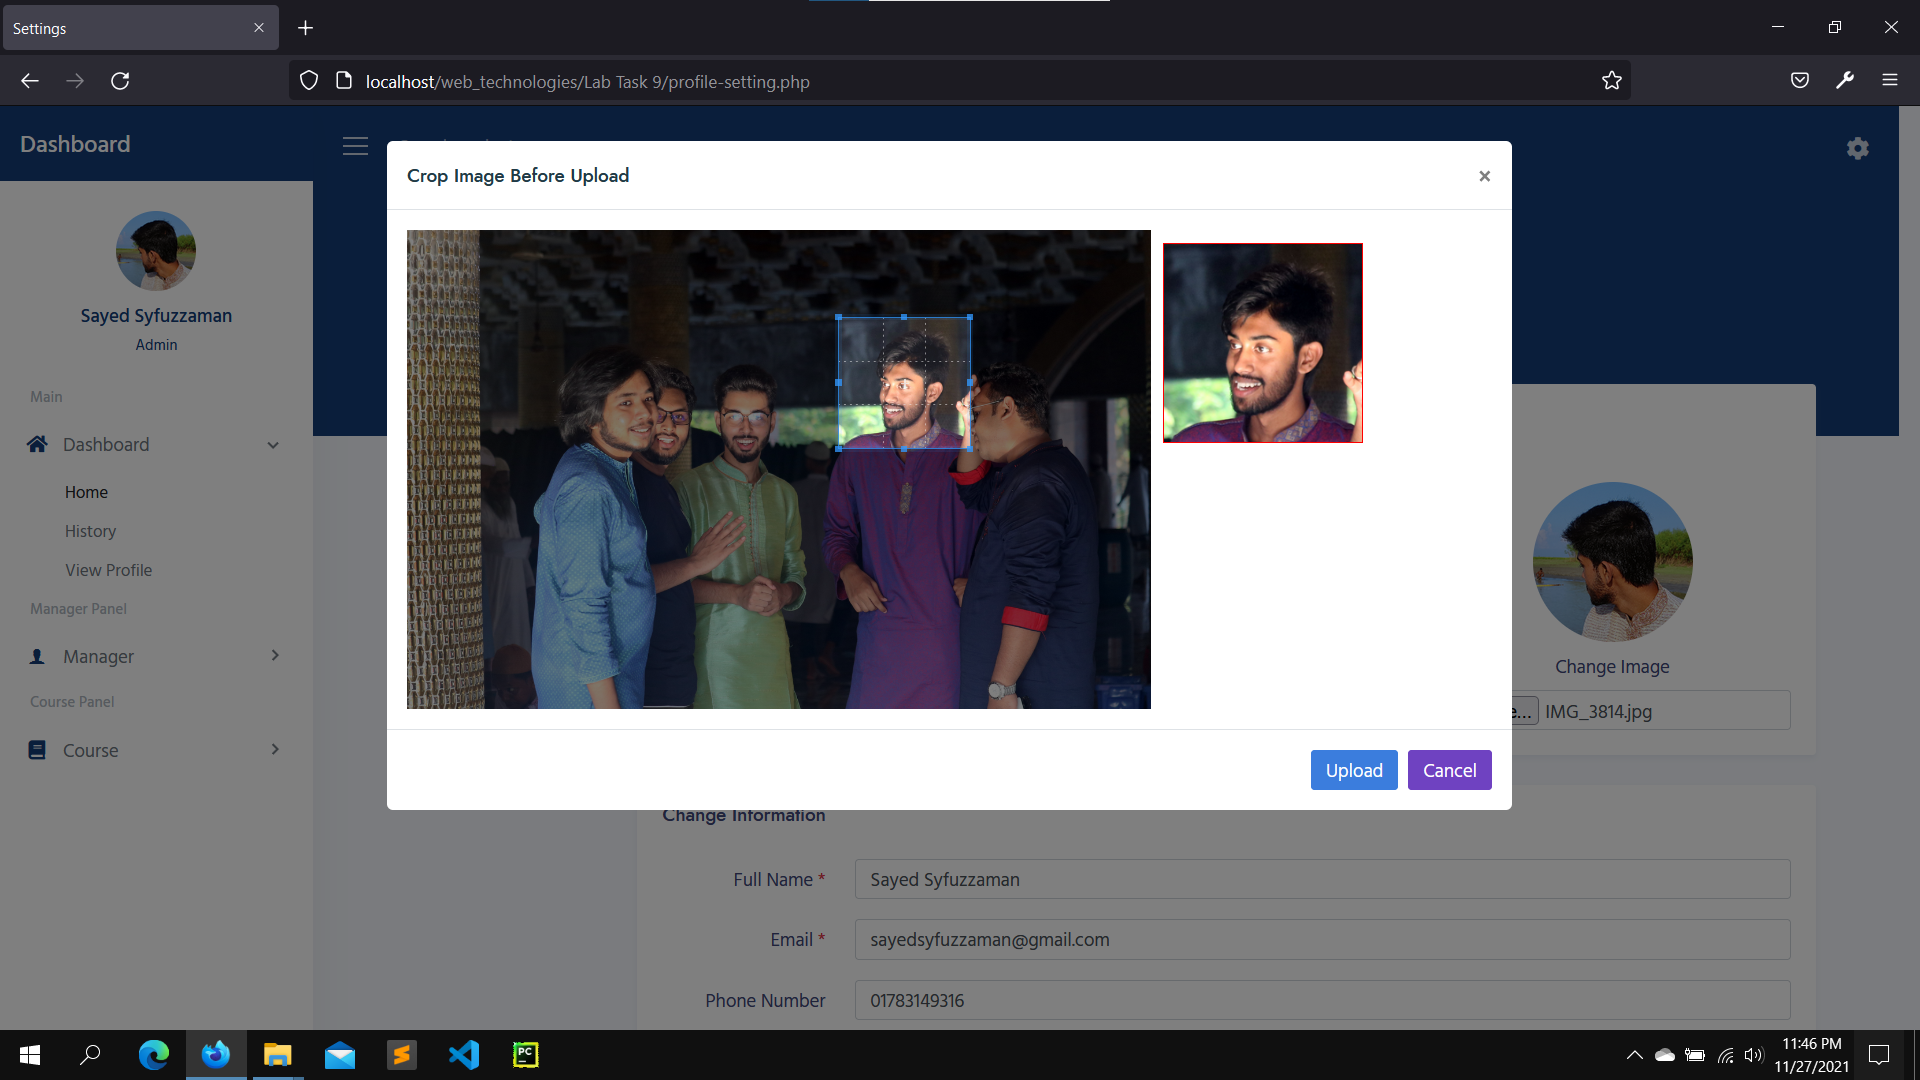 Settings
localhost/web_technologies/Lab Task 9/profile-setting.php
Dashboard
Crop Image Before Upload
×
Sayed Syfuzzaman
Admin
Main
Dashboard
Home
History
View Profile
Manager Panel
Manager
Course Panel
Course
Change Image
e... IMG_3814.jpg
Upload Cancel
Change Information
Full Name * Sayed Syfuzzaman
Email * sayedsyfuzzaman@gmail.com
Phone Number 01783149316
PC
11:46 PM
11/27/2021